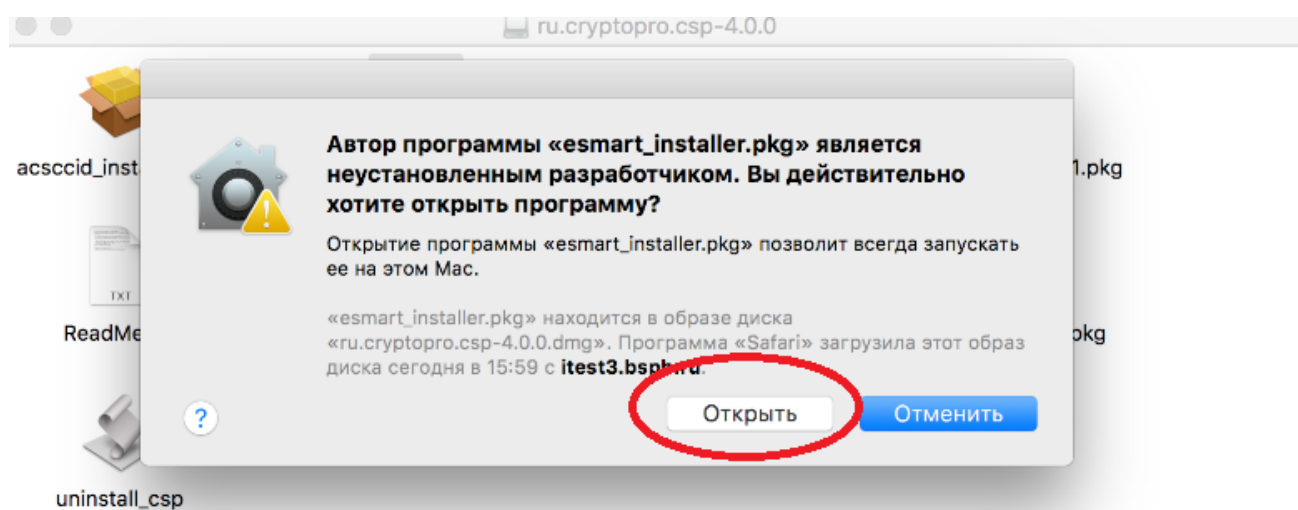 ru.cryptopro.csp-4.0.0
Автор программы «esmart_installer.pkg» является
неустановленным разработчиком. Вы действительно
хотите открыть программу?
acsccid_inst
1.pkg
Открытие программы «esmart_installer.pkg» позволит всегда запускать
ее на этом Mac.
TXT
ReadMe
pkg
«esmart_installer.pkg» находится в образе диска
«ru.cryptopro.csp-4.0.0.dmg». Программа «Safari» загрузила этот образ
диска сегодня в 15:59 с itest3.bspb.ru.
?
Открыть
Отменить
uninstall_csp